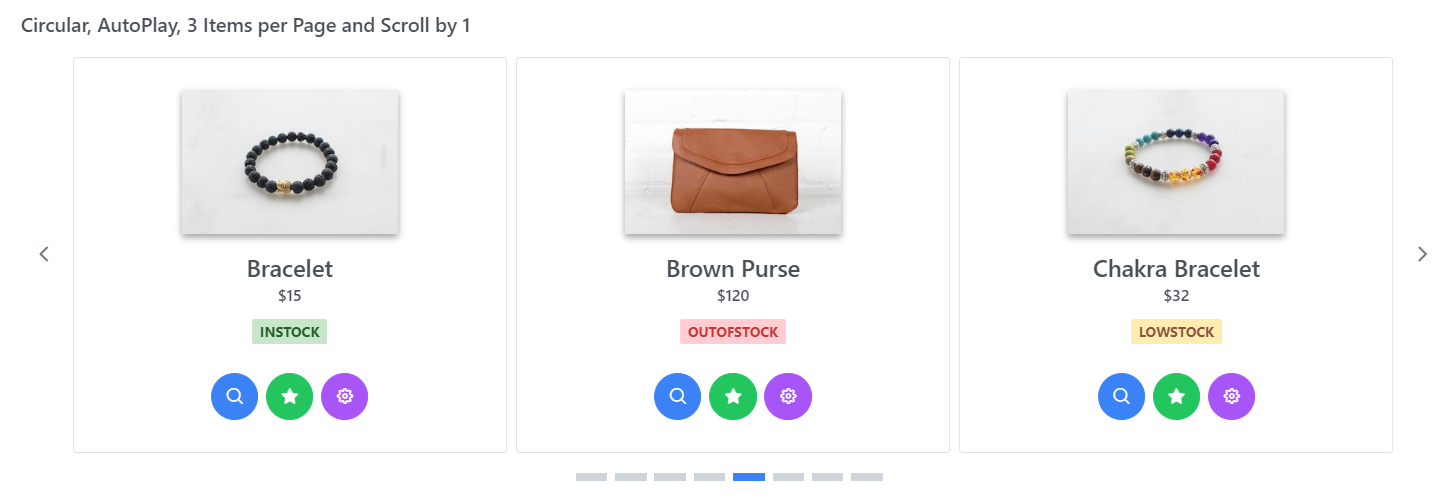 Circular, AutoPlay, 3 Items per Page and Scroll by 1
Bracelet
$15
INSTOCK
Brown Purse
$120
OUTOFSTOCK
Chakra Bracelet
$32
LOWSTOCK